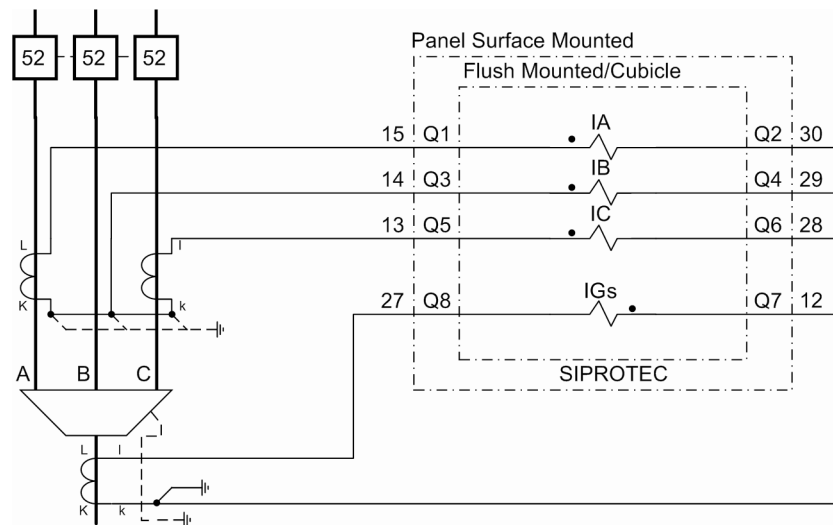 52 52 52
Panel Surface Mounted
Flush Mounted/Cubicle
15 Q1 IA Q2 30
14 Q3 IB Q4 29
13 Q5 IC Q6 28
L l
K k
27 Q8 IGs Q7 12
A B C
SIPROTEC
L l
K k